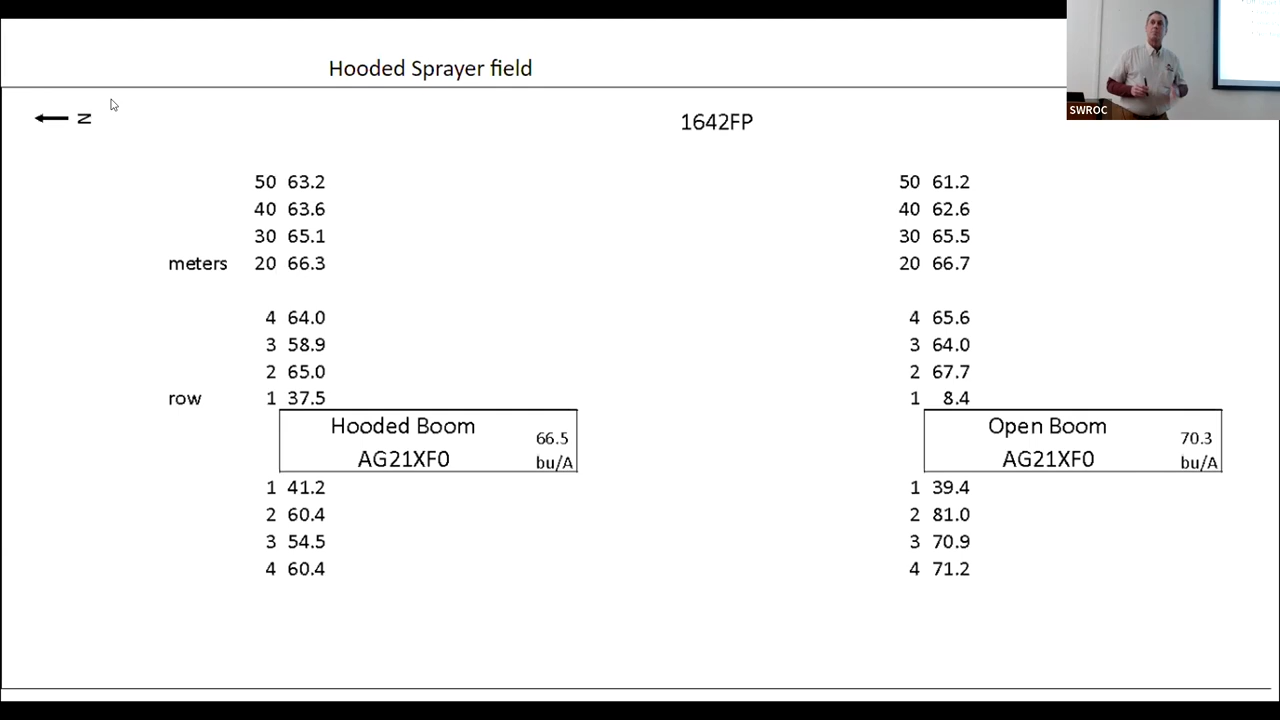 Hooded Sprayer field
SWROC
N
1642FP
50 63.2
40 63.6
30 65.1
meters 20 66.3
4 64.0
3 58.9
2 65.0
row 1 37.5
Hooded Boom 66.5
AG21XF0 bu/A
1 41.2
2 60.4
3 54.5
4 60.4
50 61.2
40 62.6
30 65.5
20 66.7
4 65.6
3 64.0
2 67.7
1 8.4
Open Boom 70.3
AG21XF0 bu/A
1 39.4
2 81.0
3 70.9
4 71.2